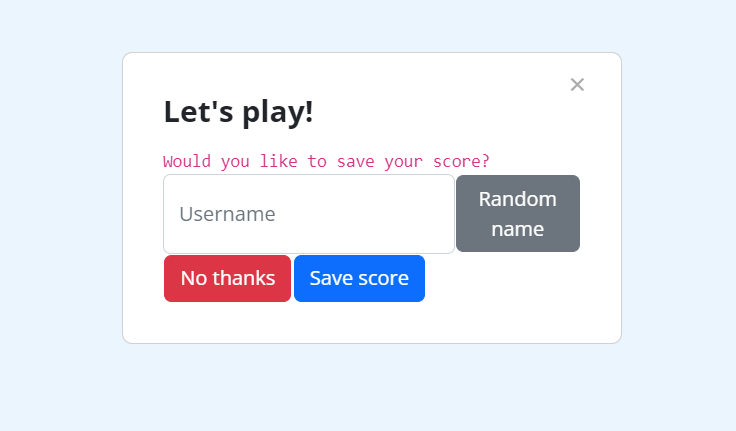 ×
Let's play!
Would you like to save your score?
Username
Random
name
No thanks
Save score